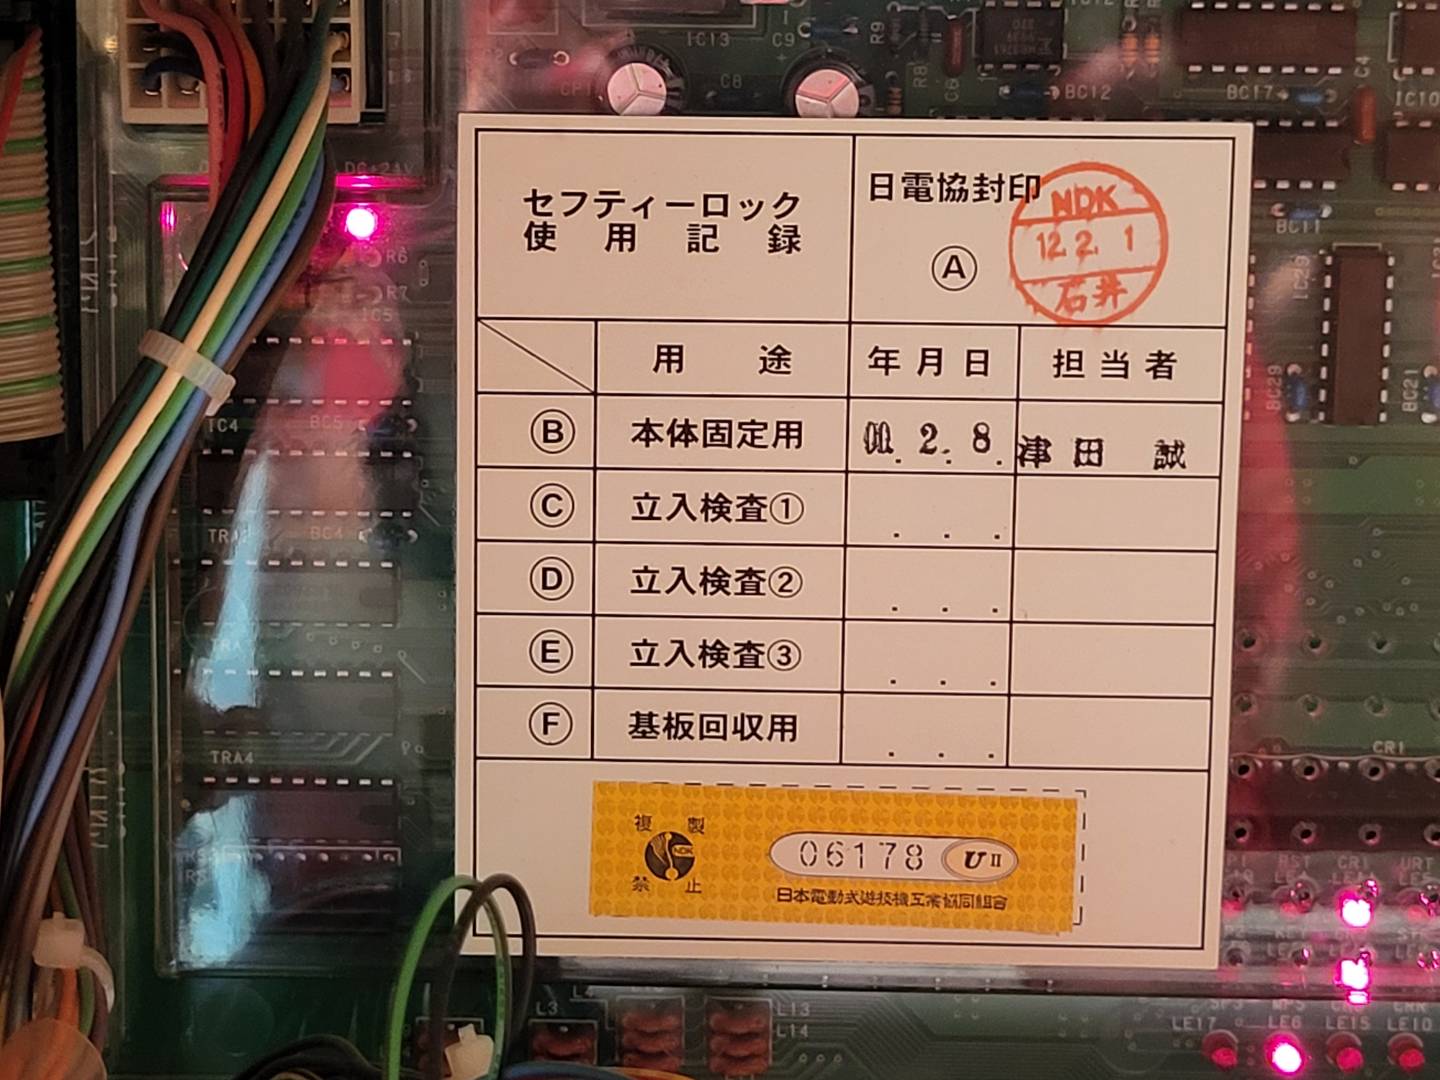 IC13
C9
R9
C8
R8
C6
BC12
BC17
C4
IC10
BC11
IC29
BC29
BC21
R6
R7
IC5
IC4
BC5
BC4
TRA4
セフティーロック
使用記録
日電協封印
Ⓐ
NDK
12.2.1
石井
用途
年月日
担当者
Ⓑ 本体固定用 00.2.8. 津田 誠
Ⓒ 立入検査① . . .
Ⓓ 立入検査② . . .
Ⓔ 立入検査③ . . .
Ⓕ 基板回収用 . . .
複製
NDK
禁止
06178 UII
日本電動式遊技機工業協同組合
CR1
L3
L13
L14
LE17
LE6
LE15
LE10